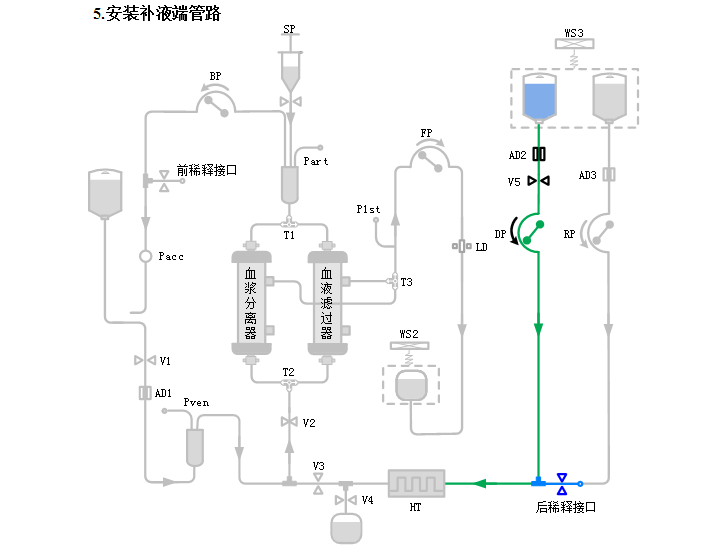 5.安装补液端管路
SP
WS3
BP
FP
Part
前稀释接口
AD2
V5
AD3
P1st
T1
DP
RP
Pacc
LD
血浆分离器
血液滤过器
T3
WS2
V1
T2
AD1
Pven
V2
V3
V4
HT
后稀释接口